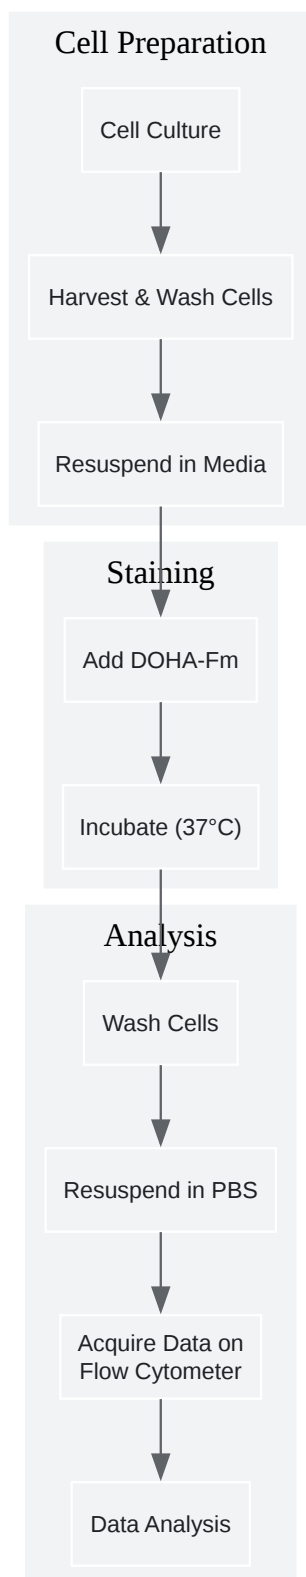 Cell Preparation
Cell Culture
Harvest & Wash Cells
Resuspend in Media
Staining
Add DOHA-Fm
Incubate (37°C)
Analysis
Wash Cells
Resuspend in PBS
Acquire Data on
Flow Cytometer
Data Analysis